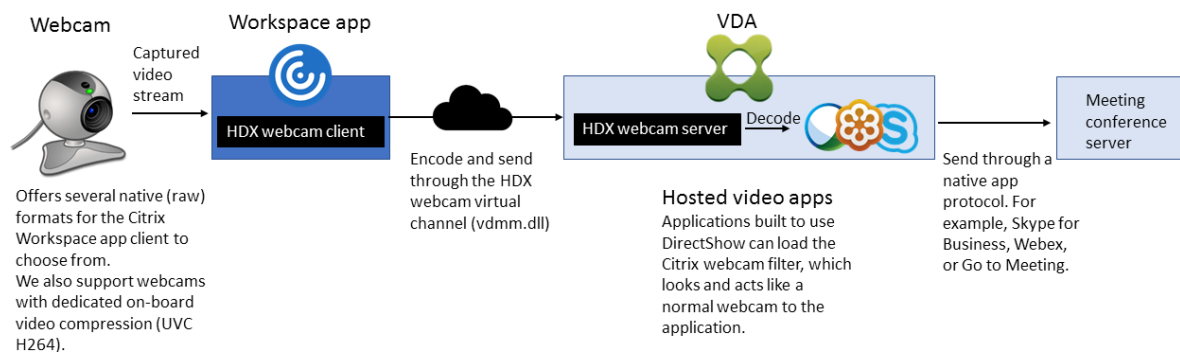 Webcam
Captured
video
stream
Offers several native (raw)
formats for the Citrix
Workspace app client to
choose from.
We also support webcams
with dedicated on-board
video compression (UVC
H264).
Workspace app
HDX webcam client
Encode and send
through the HDX
webcam virtual
channel (vdmm.dll)
VDA
HDX webcam server
Decode
S
Hosted video apps
Applications built to use
DirectShow can load the
Citrix webcam filter, which
looks and acts like a
normal webcam to the
application.
Send through a
native app
protocol. For
example, Skype for
Business, Webex,
or Go to Meeting.
Meeting
conference
server